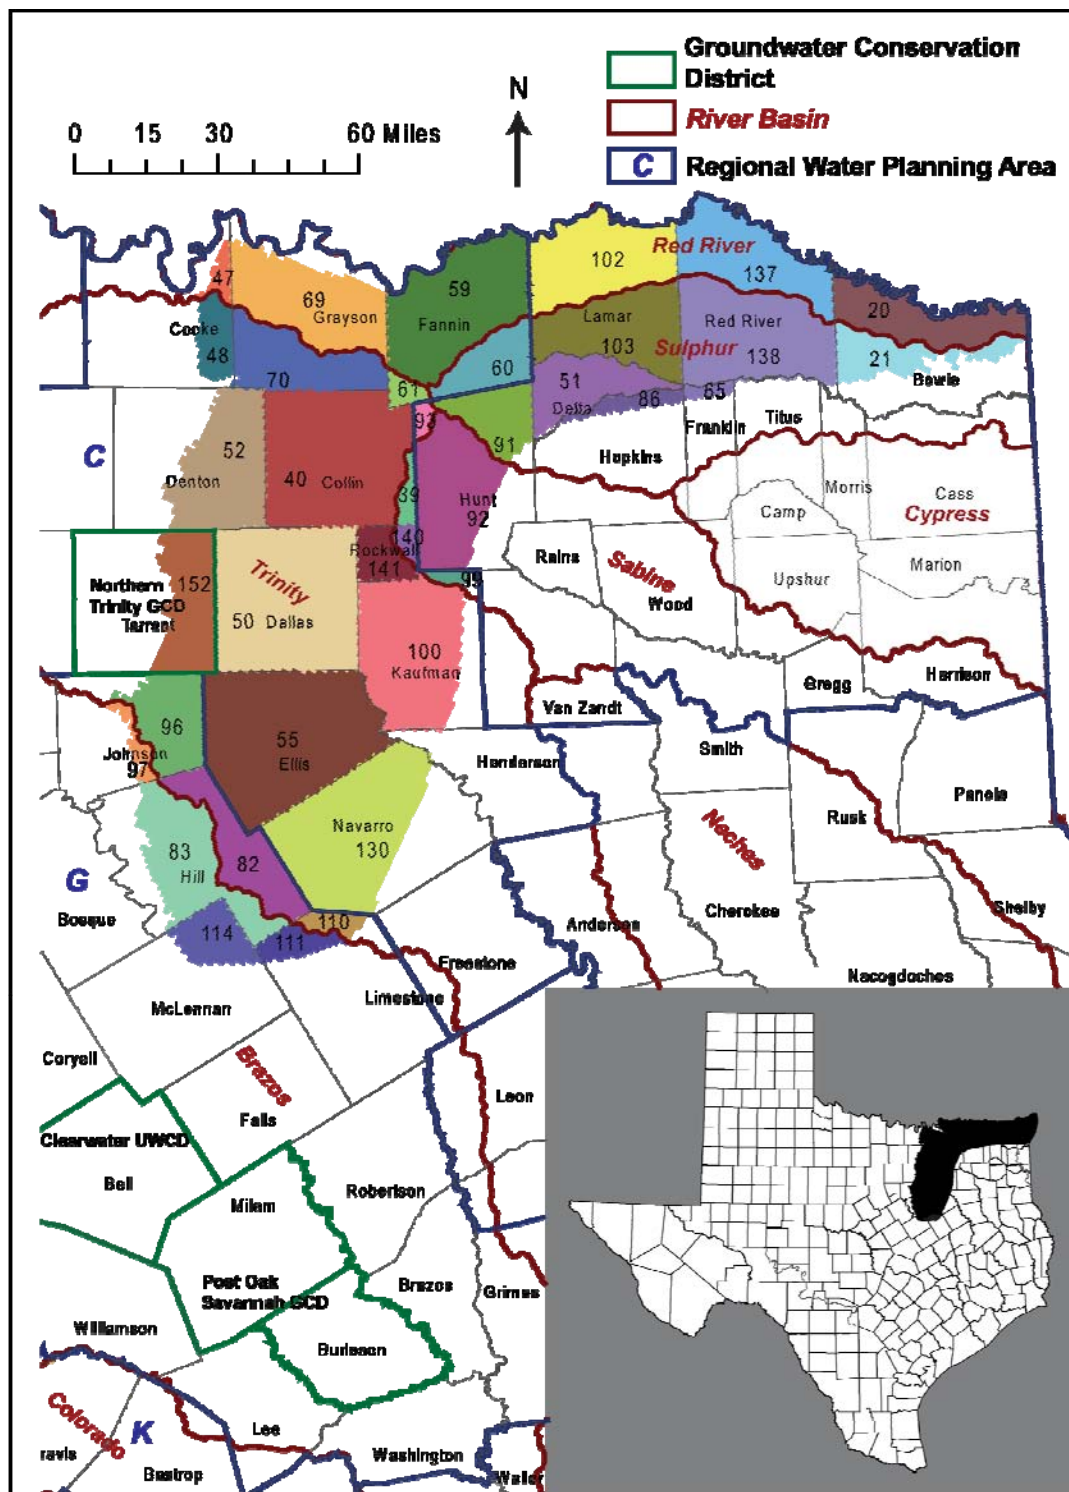 Groundwater Conservation
District
River Basin
C Regional Water Planning Area
N
0 15 30 60 Miles
47
69
Grayson
59
Fannin
102
Red River
137
20
Cooke
48
70
61
60
Lamar
103
Sulphur
Red River
138
21
Bowie
51
Delta
86
65
93
91
Franklin
Titus
Hopkins
C
52
Denton
40 Collin
39
Hunt
92
Morris
Cass
Cypress
Camp
140
Rockwall
141
Rains
Sabine
Wood
Upshur
Marion
Northern
Trinity GCD
Tarrant
152
Trinity
50 Dallas
99
100
Kaufman
Gregg
Harrison
Van Zandt
96
Johnson
97
55
Ellis
Henderson
Smith
Panola
Rusk
Navarro
130
Neches
83
Hill
82
G
Bosque
114
111
110
Anderson
Cherokee
Shelby
Freestone
Nacogdoches
McLennan
Limestone
Coryell
Brazos
Falls
Leon
Clearwater UWCD
Bell
Milam
Robertson
Post Oak
Savannah GCD
Brazos
Grimes
Williamson
Burleson
Colorado
K
Lee
ravis
Bastrop
Washington
Waller